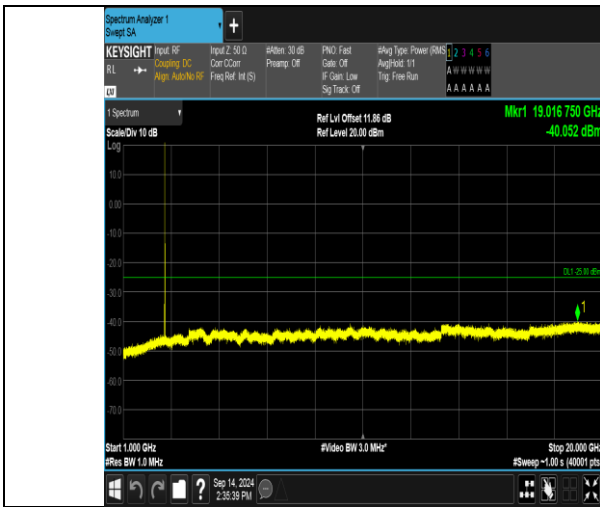 Spectrum Analyzer 1
Swept SA
KEYSIGHT Input: RF Input Z: 50 Ω #Atten: 30 dB PNO: Fast #Avg Type: Power (RMS 1 2 3 4 5 6
RL Coupling: DC Corr CCorr Preamp: Off Gate: Off Avg|Hold: 1/1 A W W W W W
Align: Auto/No RF Freq Ref: Int (S) IF Gain: Low Trig: Free Run
LXI Sig Track: Off A A A A A A
1 Spectrum Ref Lvl Offset 11.86 dB Mkr1 19.016 750 GHz
Scale/Div 10 dB Ref Level 20.00 dBm -40.052 dBm
Log
10.0
0.00
-10.0
-20.0
DL1 -25.00 dBm
-30.0
1
-40.0
-50.0
-60.0
-70.0
Start 1.000 GHz #Video BW 3.0 MHz* Stop 20.000 GHz
#Res BW 1.0 MHz #Sweep ~1.00 s (40001 pts
? Sep 14, 2024
2:35:39 PM